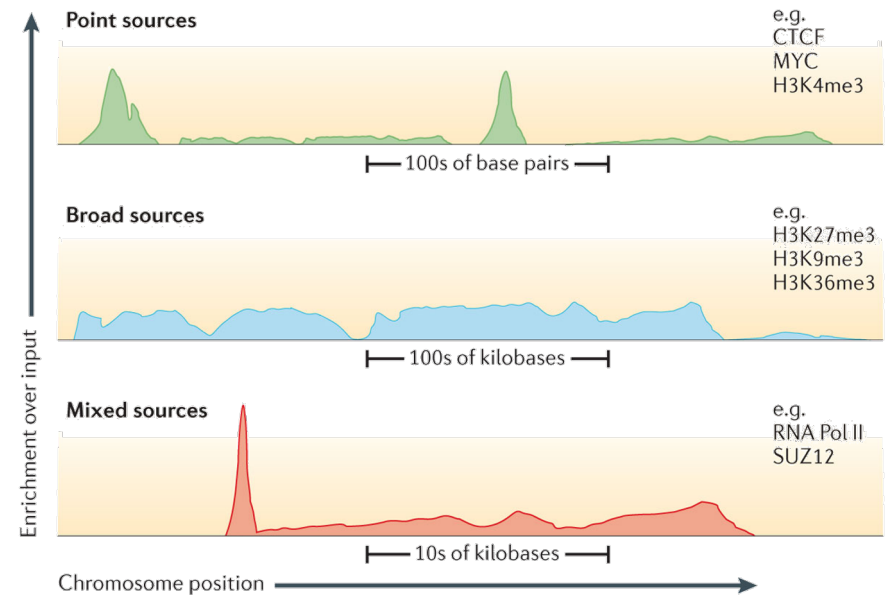 Point sources
e.g.
CTCF
MYC
H3K4me3
100s of base pairs
Broad sources
e.g.
H3K27me3
H3K9me3
H3K36me3
100s of kilobases
Mixed sources
e.g.
RNA Pol II
SUZ12
10s of kilobases
Enrichment over input
Chromosome position